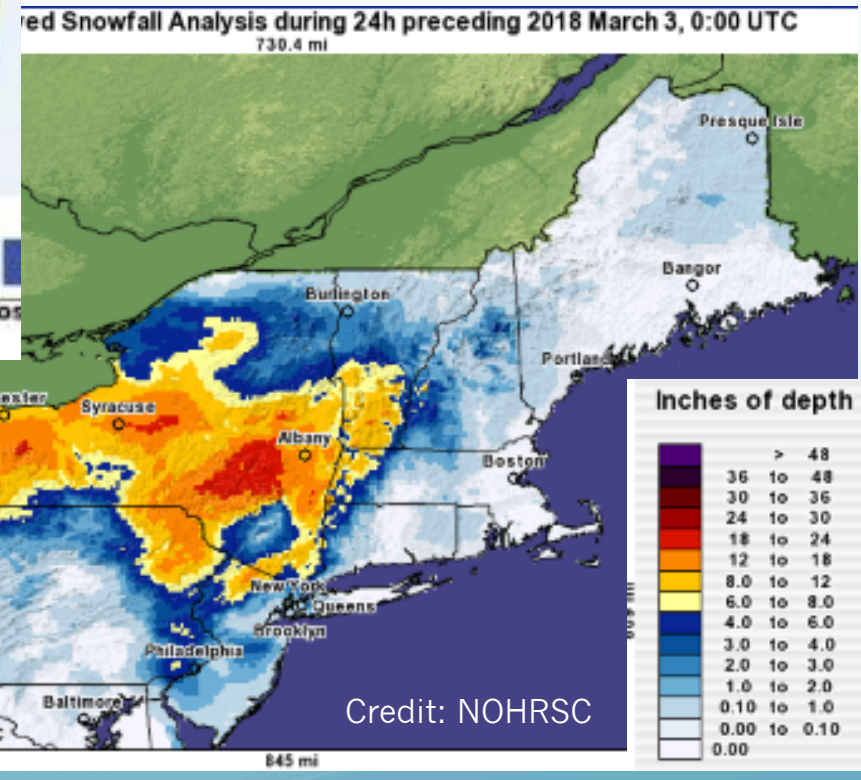 ed Snowfall Analysis during 24h preceding 2018 March 3, 0:00 UTC
730.4 mi
Presque Isle
Bangor
Burlington
Portland
ester
Syracuse
Albany
Boston
New York
Queens
Brooklyn
Philadelphia
Baltimore
Credit: NOHRSC
845 mi
Inches of depth
> 48
36 to 48
30 to 36
24 to 30
18 to 24
12 to 18
8.0 to 12
6.0 to 8.0
4.0 to 6.0
3.0 to 4.0
2.0 to 3.0
1.0 to 2.0
0.10 to 1.0
0.00 to 0.10
0.00